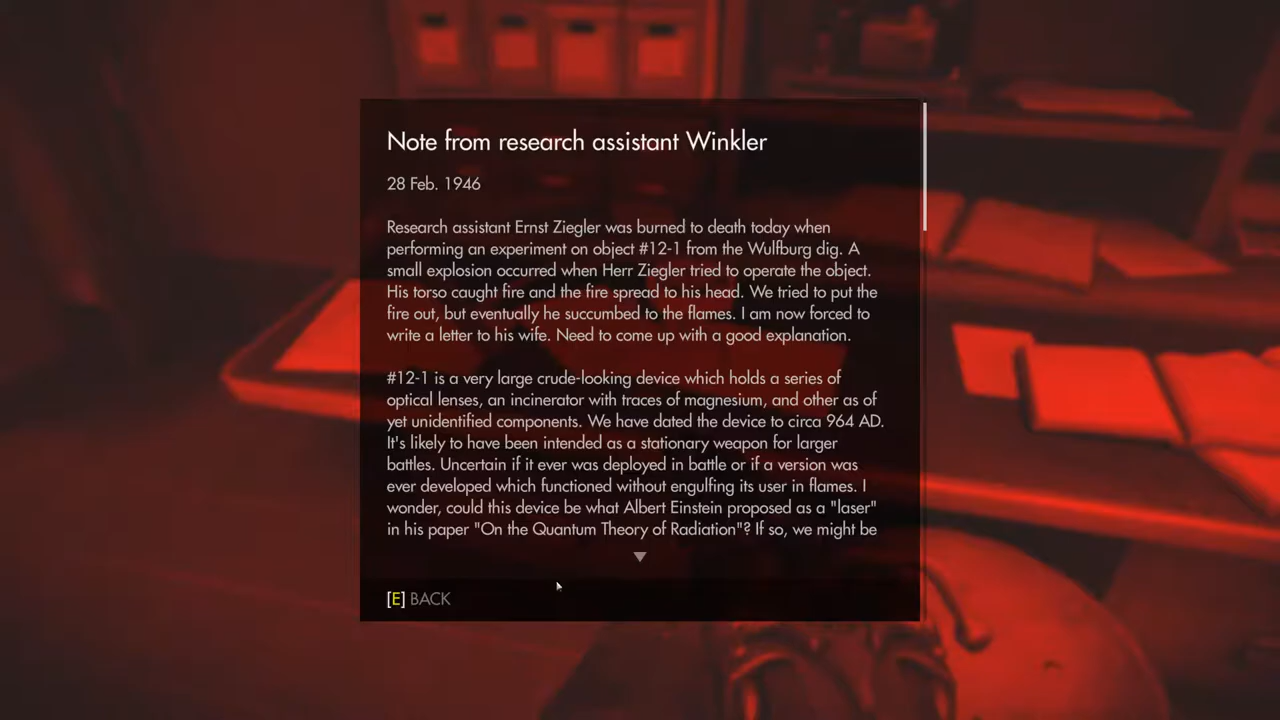 Note from research assistant Winkler
28 Feb. 1946
Research assistant Ernst Ziegler was burned to death today when
performing an experiment on object #12-1 from the Wulfburg dig. A
small explosion occurred when Herr Ziegler tried to operate the object.
His torso caught fire and the fire spread to his head. We tried to put the
fire out, but eventually he succumbed to the flames. I am now forced to
write a letter to his wife. Need to come up with a good explanation.
#12-1 is a very large crude-looking device which holds a series of
optical lenses, an incinerator with traces of magnesium, and other as of
yet unidentified components. We have dated the device to circa 964 AD.
It's likely to have been intended as a stationary weapon for larger
battles. Uncertain if it ever was deployed in battle or if a version was
ever developed which functioned without engulfing its user in flames. I
wonder, could this device be what Albert Einstein proposed as a "laser"
in his paper "On the Quantum Theory of Radiation"? If so, we might be
[E] BACK